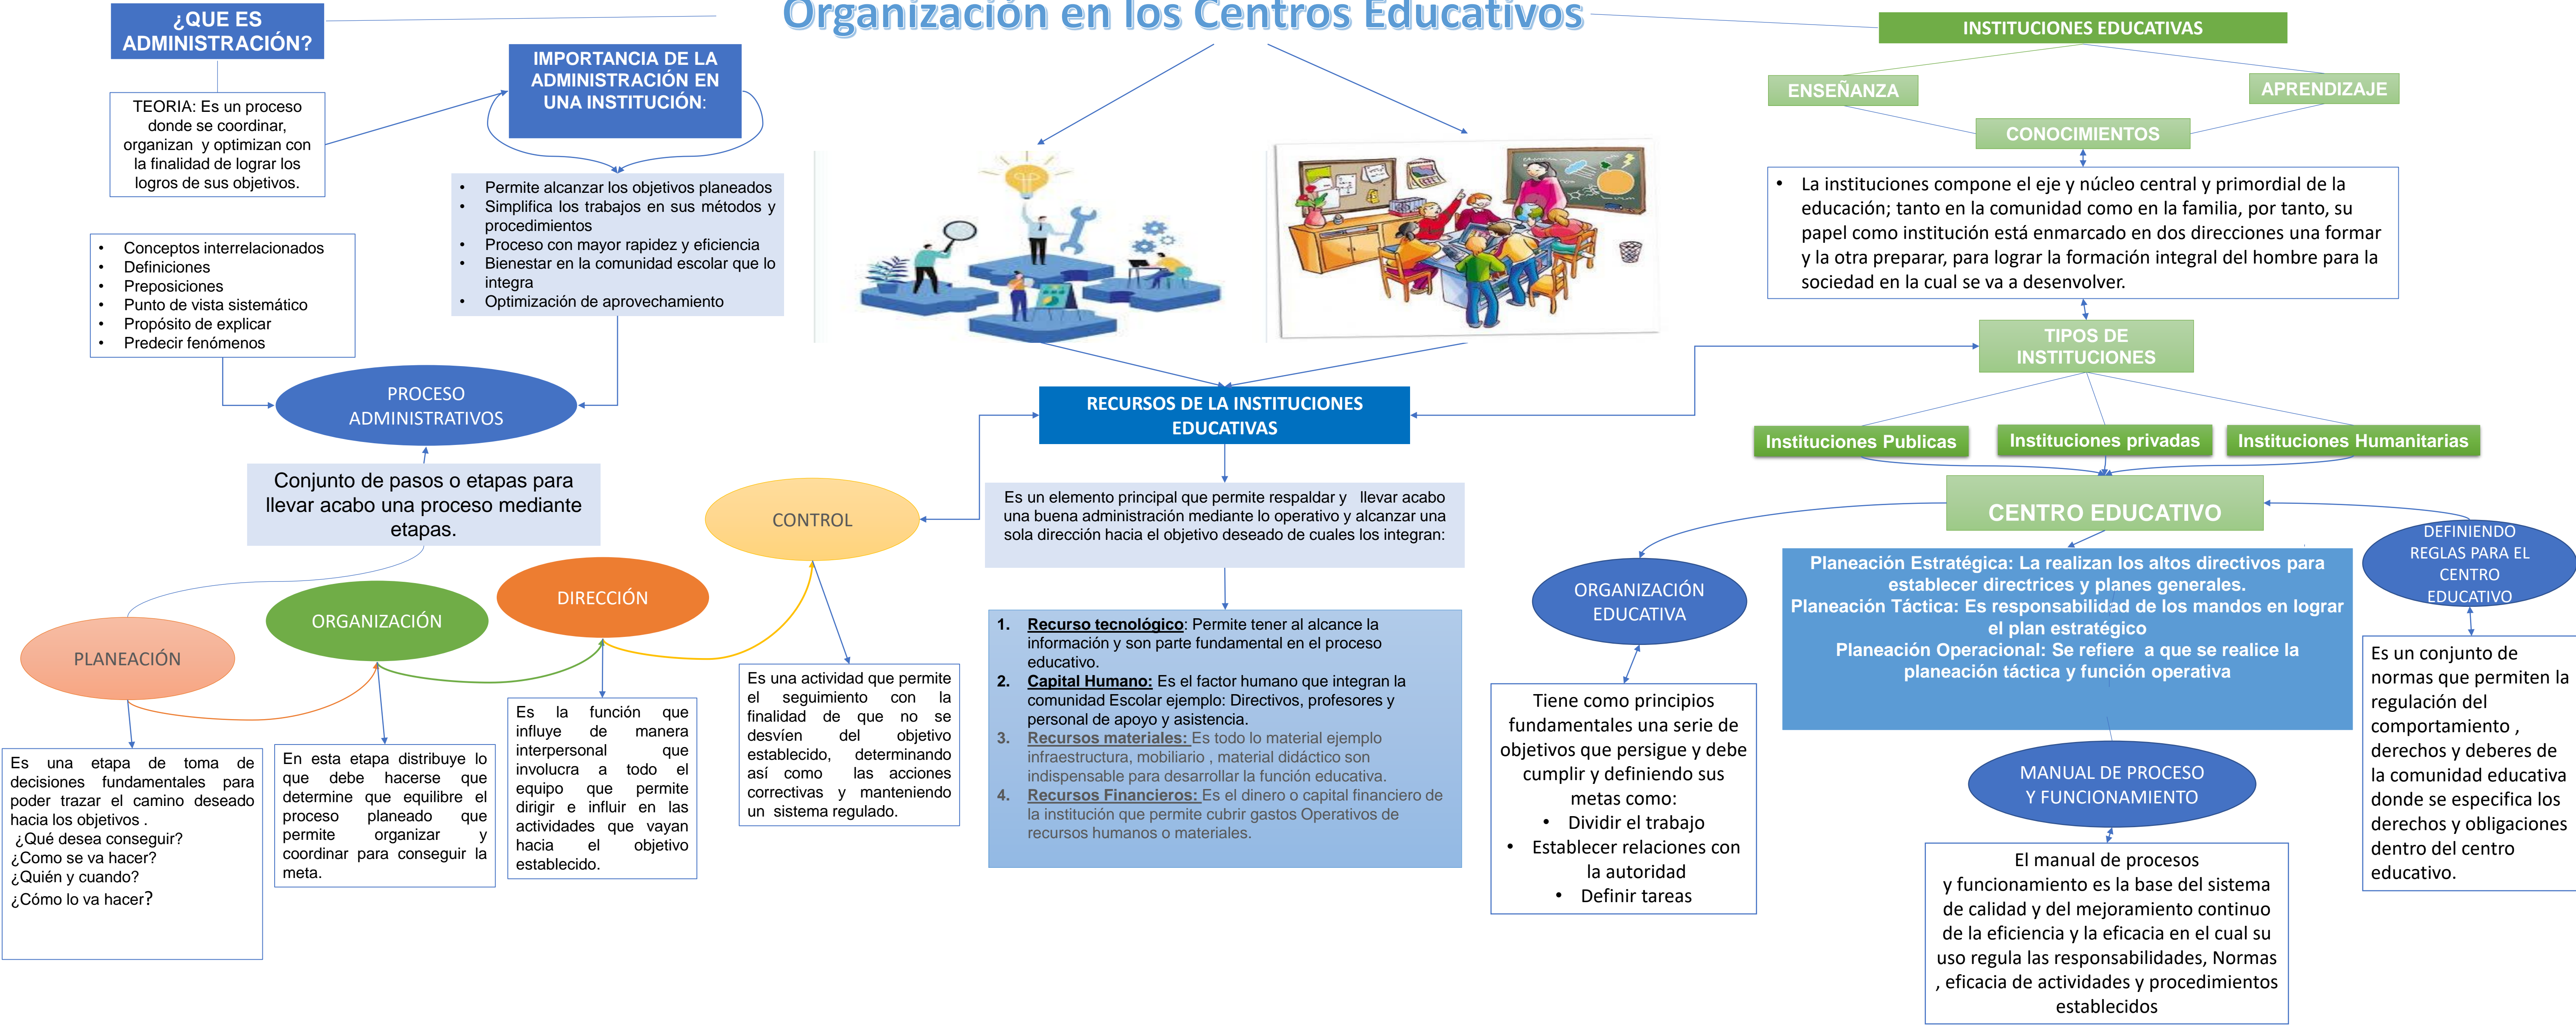 Organización en los Centros Educativos
¿QUE ES
ADMINISTRACIÓN?
TEORIA: Es un proceso
donde se coordinar,
organizan y optimizan con
la finalidad de lograr los
logros de sus objetivos.
• Conceptos interrelacionados
• Definiciones
• Preposiciones
• Punto de vista sistemático
• Propósito de explicar
• Predecir fenómenos
IMPORTANCIA DE LA
ADMINISTRACIÓN EN
UNA INSTITUCIÓN:
• Permite alcanzar los objetivos planeados
• Simplifica los trabajos en sus métodos y
procedimientos
• Proceso con mayor rapidez y eficiencia
• Bienestar en la comunidad escolar que lo
integra
• Optimización de aprovechamiento
PROCESO
ADMINISTRATIVOS
Conjunto de pasos o etapas para
llevar acabo una proceso mediante
etapas.
PLANEACIÓN
Es una etapa de toma de
decisiones fundamentales para
poder trazar el camino deseado
hacia los objetivos .
¿Qué desea conseguir?
¿Como se va hacer?
¿Quién y cuando?
¿Cómo lo va hacer?
ORGANIZACIÓN
En esta etapa distribuye lo
que debe hacerse que
determine que equilibre el
proceso planeado que
permite organizar y
coordinar para conseguir la
meta.
DIRECCIÓN
Es la función que
influye de manera
interpersonal que
involucra a todo el
equipo que permite
dirigir e influir en las
actividades que vayan
hacia el objetivo
establecido.
CONTROL
Es una actividad que permite
el seguimiento con la
finalidad de que no se
desvíen del objetivo
establecido, determinando
así como las acciones
correctivas y manteniendo
un sistema regulado.
RECURSOS DE LA INSTITUCIONES
EDUCATIVAS
Es un elemento principal que permite respaldar y llevar acabo
una buena administración mediante lo operativo y alcanzar una
sola dirección hacia el objetivo deseado de cuales los integran:
1. Recurso tecnológico: Permite tener al alcance la
información y son parte fundamental en el proceso
educativo.
2. Capital Humano: Es el factor humano que integran la
comunidad Escolar ejemplo: Directivos, profesores y
personal de apoyo y asistencia.
3. Recursos materiales: Es todo lo material ejemplo
infraestructura, mobiliario , material didáctico son
indispensable para desarrollar la función educativa.
4. Recursos Financieros: Es el dinero o capital financiero de
la institución que permite cubrir gastos Operativos de
recursos humanos o materiales.
INSTITUCIONES EDUCATIVAS
ENSEÑANZA
APRENDIZAJE
CONOCIMIENTOS
• La instituciones compone el eje y núcleo central y primordial de la
educación; tanto en la comunidad como en la familia, por tanto, su
papel como institución está enmarcado en dos direcciones una formar
y la otra preparar, para lograr la formación integral del hombre para la
sociedad en la cual se va a desenvolver.
TIPOS DE
INSTITUCIONES
Instituciones Publicas
Instituciones privadas
Instituciones Humanitarias
CENTRO EDUCATIVO
ORGANIZACIÓN
EDUCATIVA
Tiene como principios
fundamentales una serie de
objetivos que persigue y debe
cumplir y definiendo sus
metas como:
• Dividir el trabajo
• Establecer relaciones con
la autoridad
• Definir tareas
Planeación Estratégica: La realizan los altos directivos para
establecer directrices y planes generales.
Planeación Táctica: Es responsabilidad de los mandos en lograr
el plan estratégico
Planeación Operacional: Se refiere a que se realice la
planeación táctica y función operativa
MANUAL DE PROCESO
Y FUNCIONAMIENTO
El manual de procesos
y funcionamiento es la base del sistema
de calidad y del mejoramiento continuo
de la eficiencia y la eficacia en el cual su
uso regula las responsabilidades, Normas
, eficacia de actividades y procedimientos
establecidos
DEFINIENDO
REGLAS PARA EL
CENTRO
EDUCATIVO
Es un conjunto de
normas que permiten la
regulación del
comportamiento ,
derechos y deberes de
la comunidad educativa
donde se especifica los
derechos y obligaciones
dentro del centro
educativo.